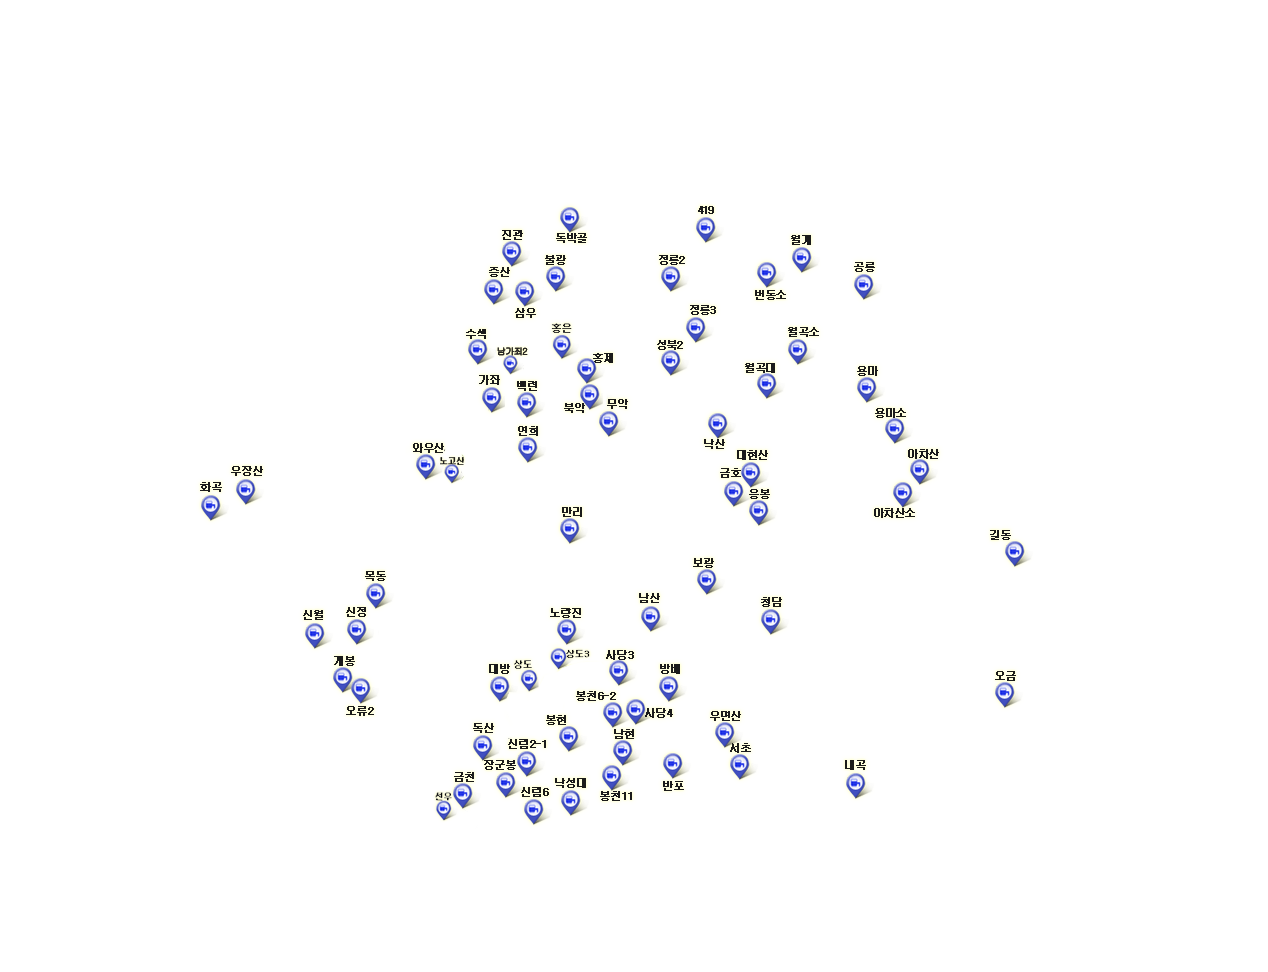 419
독박골
진관
월계
불광
정릉2
공릉
증산
번동소
삼우
정릉3
홍은
월곡소
수색
성북2
남가좌2
홍제
월곡대
용마
가좌
백련
무악
북악
용마소
연희
낙산
와우산
대현산
아차산
노고산
우장산
금호
화곡
응봉
만리
아차산소
길동
보광
목동
남산
청담
신월
신정
노량진
상도3
사당3
개봉
대방
상도
방배
오금
봉천6-2
오류2
사당4
우면산
봉현
독산
남현
신림2-1
서초
장군봉
내곡
금천
낙성대
반포
신림6
선우
봉천11